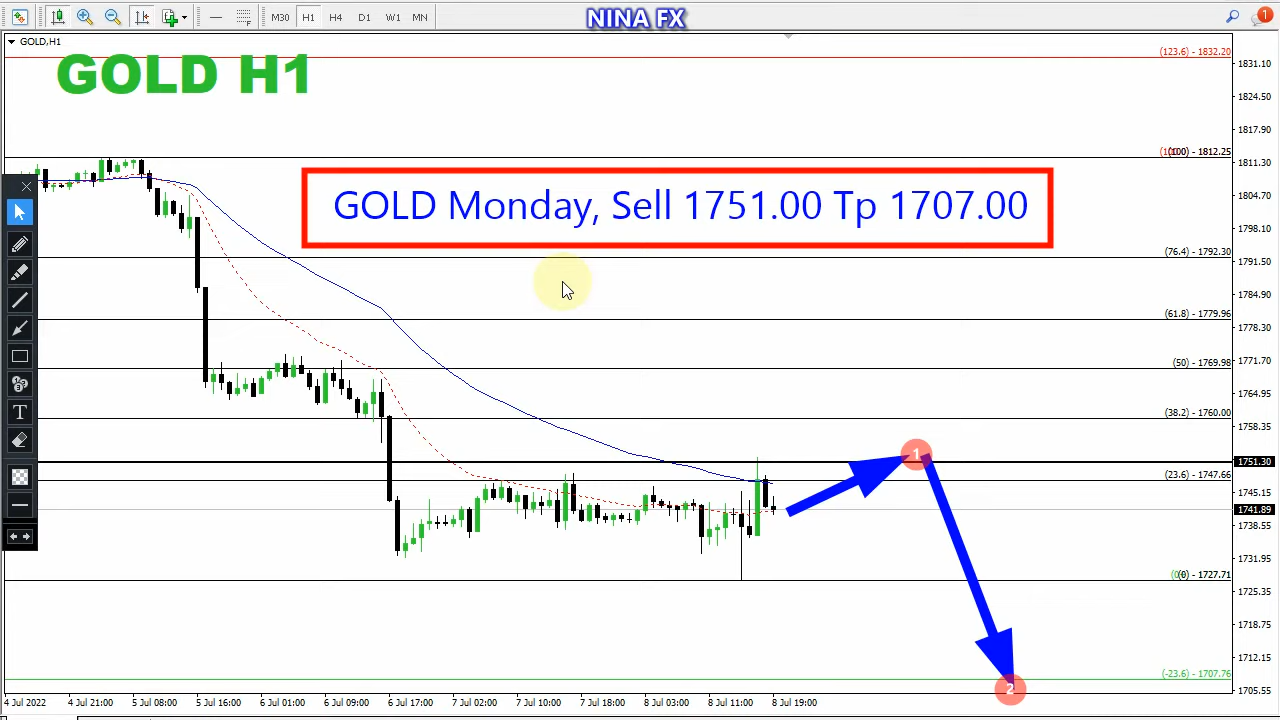 NINA FX
M30 H1 H4 D1 W1 MN
1
GOLD,H1
GOLD H1
GOLD Monday, Sell 1751.00 Tp 1707.00
(123.6) - 1832.20
(100) - 1812.25
(76.4) - 1792.30
(61.8) - 1779.96
(50) - 1769.98
(38.2) - 1760.00
(23.6) - 1747.66
(0) - 1727.71
(-23.6) - 1707.76
1831.10
1824.50
1817.90
1811.30
1804.70
1798.10
1791.50
1784.90
1778.30
1771.70
1764.95
1758.35
1751.30
1745.15
1741.89
1738.55
1731.95
1725.35
1718.75
1712.15
1705.55
T
1
2
4 Jul 2022
4 Jul 21:00
5 Jul 08:00
5 Jul 16:00
6 Jul 01:00
6 Jul 09:00
6 Jul 17:00
7 Jul 02:00
7 Jul 10:00
7 Jul 18:00
8 Jul 03:00
8 Jul 11:00
8 Jul 19:00